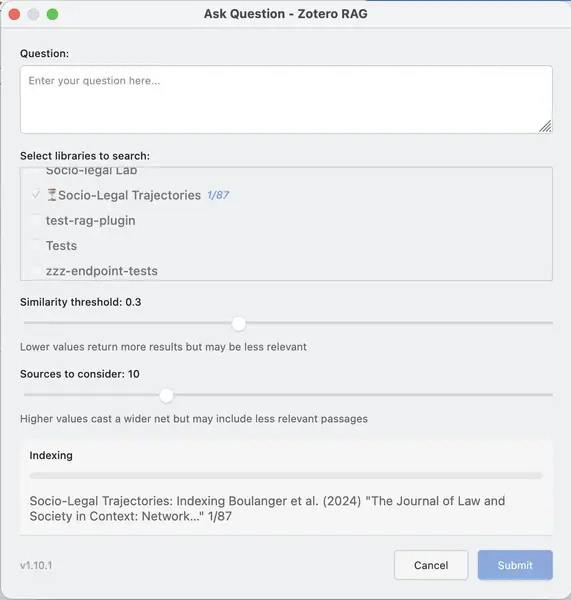 Ask Question - Zotero RAG
Question:
Enter your question here...
Select libraries to search:
Socio-legal Lab
⏳Socio-Legal Trajectories 1/87
test-rag-plugin
Tests
zzz-endpoint-tests
Similarity threshold: 0.3
Lower values return more results but may be less relevant
Sources to consider: 10
Higher values cast a wider net but may include less relevant passages
Indexing
Socio-Legal Trajectories: Indexing Boulanger et al. (2024) "The Journal of Law and
Society in Context: Network..." 1/87
v1.10.1
Cancel
Submit